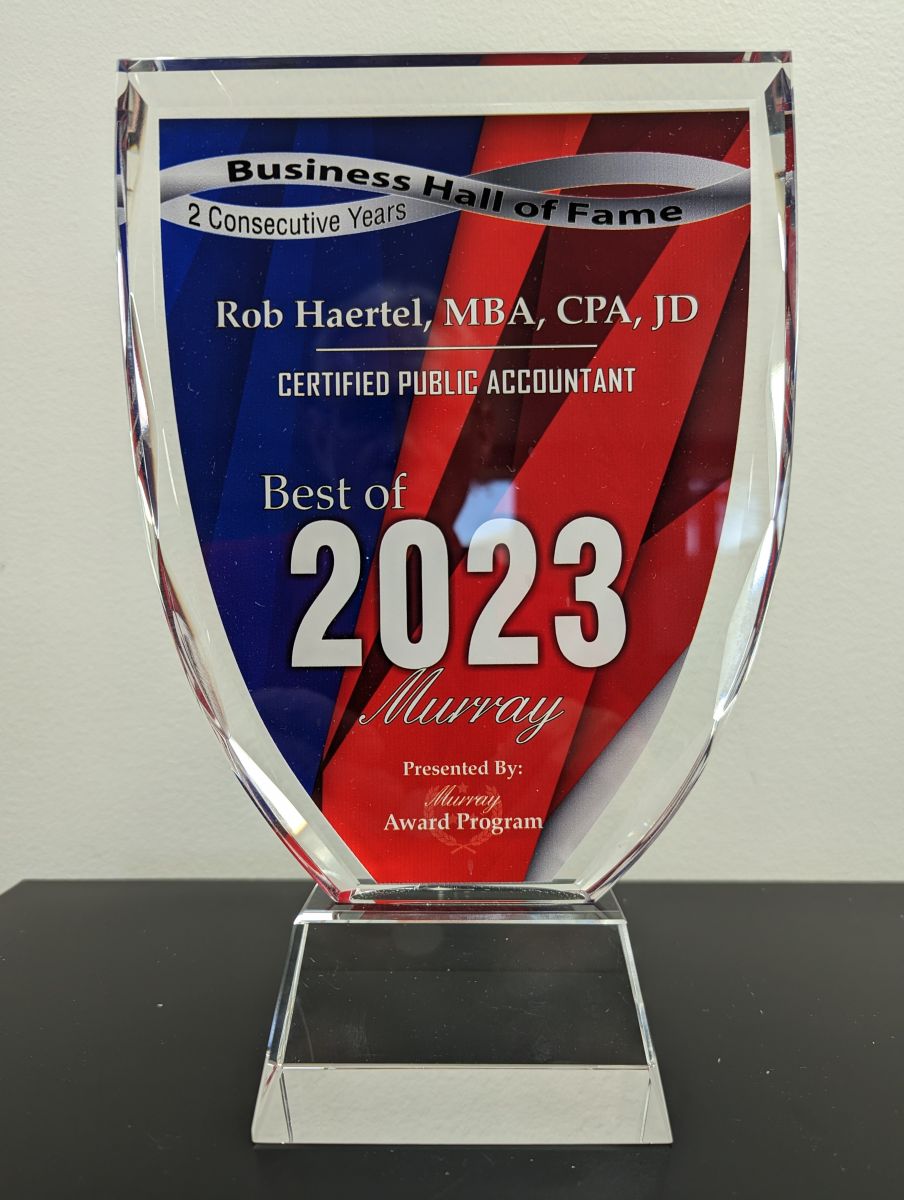 Business Hall of Fame
2 Consecutive Years
Rob Haertel, MBA, CPA, JD
CERTIFIED PUBLIC ACCOUNTANT
Best of
2023
Murray
Presented By:
Murray
Award Program